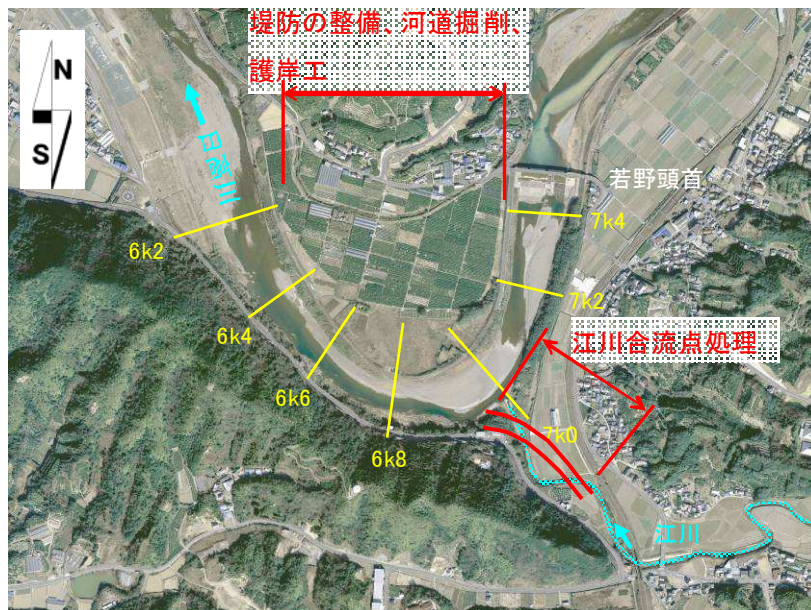 堤防の整備、河道掘削、
護岸工
N
S
日高川
若野頭首
6k2
7k4
6k4
7k2
江川合流点処理
6k6
7k0
6k8
江川